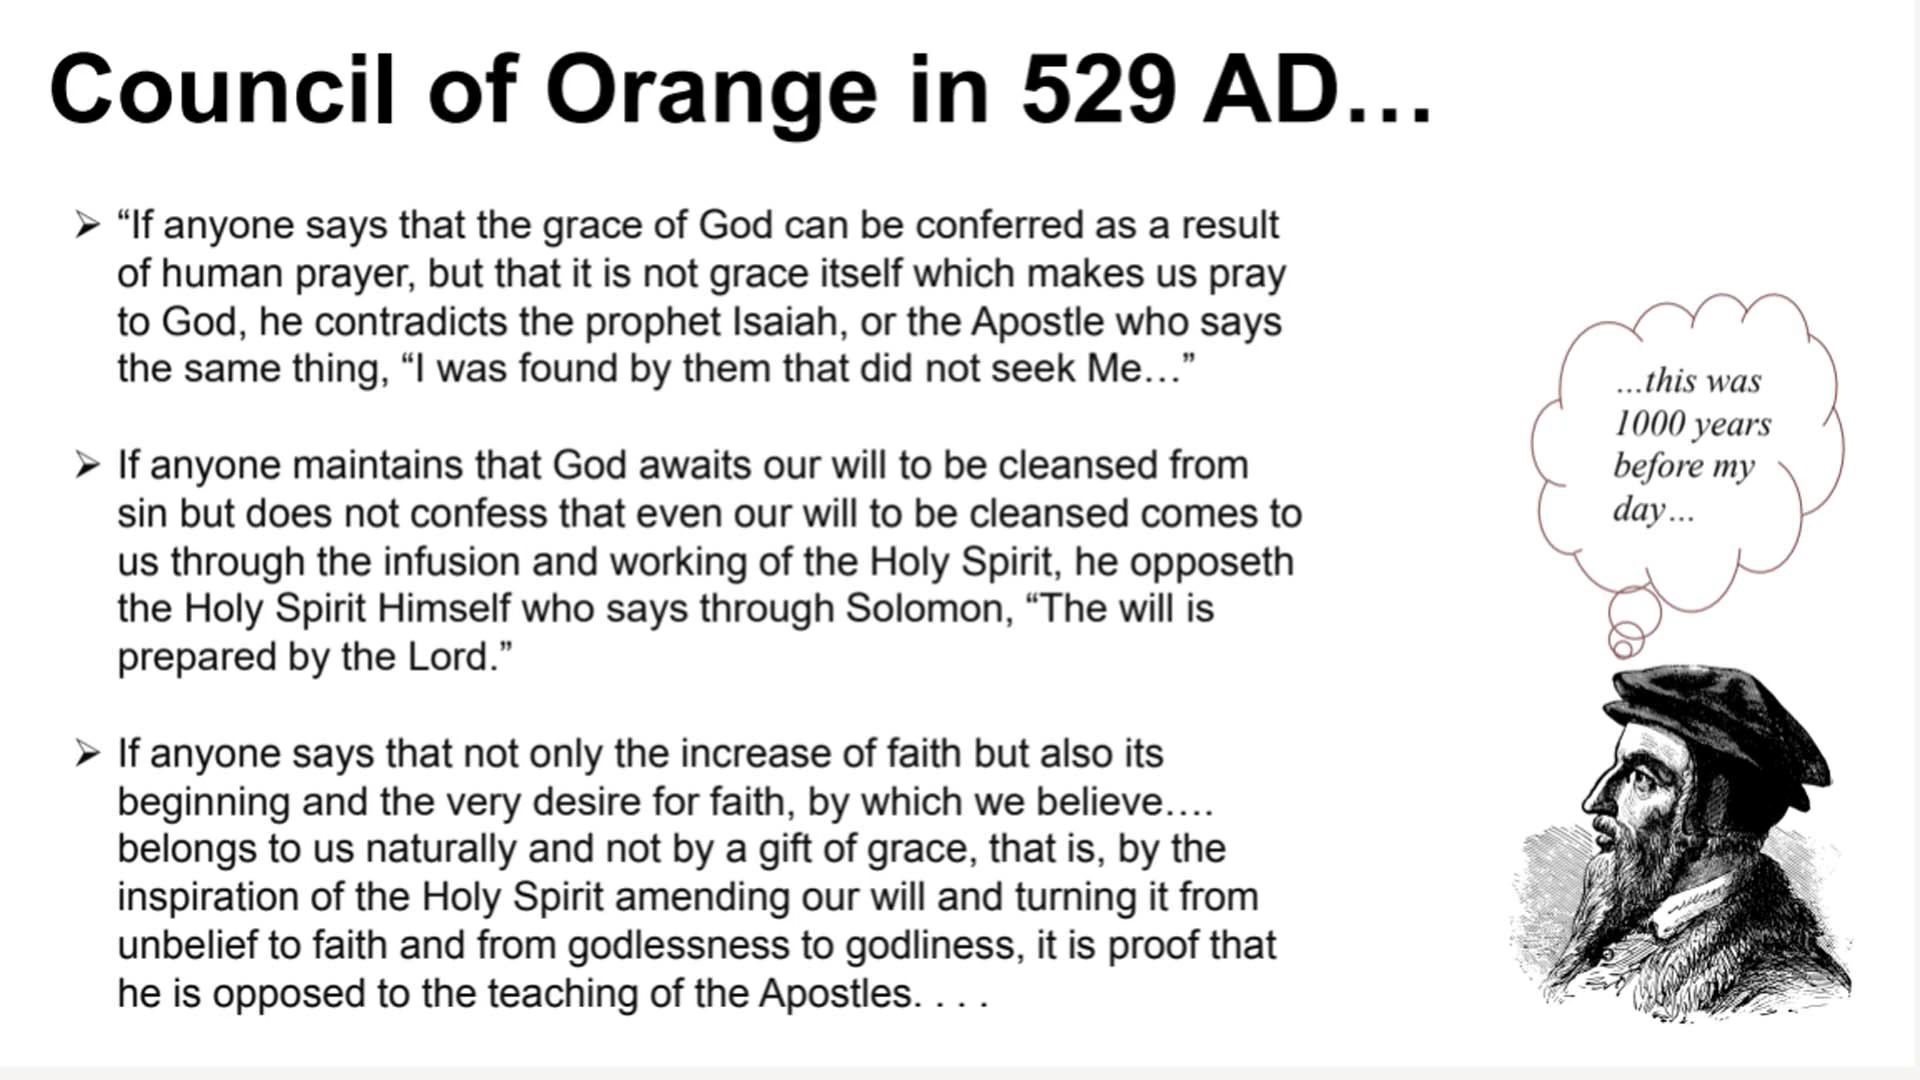 Council of Orange in 529 AD…
➢ “If anyone says that the grace of God can be conferred as a result
of human prayer, but that it is not grace itself which makes us pray
to God, he contradicts the prophet Isaiah, or the Apostle who says
the same thing, “I was found by them that did not seek Me…”
➢ If anyone maintains that God awaits our will to be cleansed from
sin but does not confess that even our will to be cleansed comes to
us through the infusion and working of the Holy Spirit, he opposeth
the Holy Spirit Himself who says through Solomon, “The will is
prepared by the Lord.”
➢ If anyone says that not only the increase of faith but also its
beginning and the very desire for faith, by which we believe….
belongs to us naturally and not by a gift of grace, that is, by the
inspiration of the Holy Spirit amending our will and turning it from
unbelief to faith and from godlessness to godliness, it is proof that
he is opposed to the teaching of the Apostles. . . .
…this was
1000 years
before my
day…